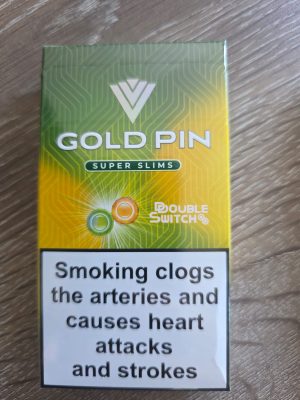 GOLD PIN
SUPER SLIMS
DOUBLE
SWITCH
Smoking clogs
the arteries and
causes heart
attacks
and strokes